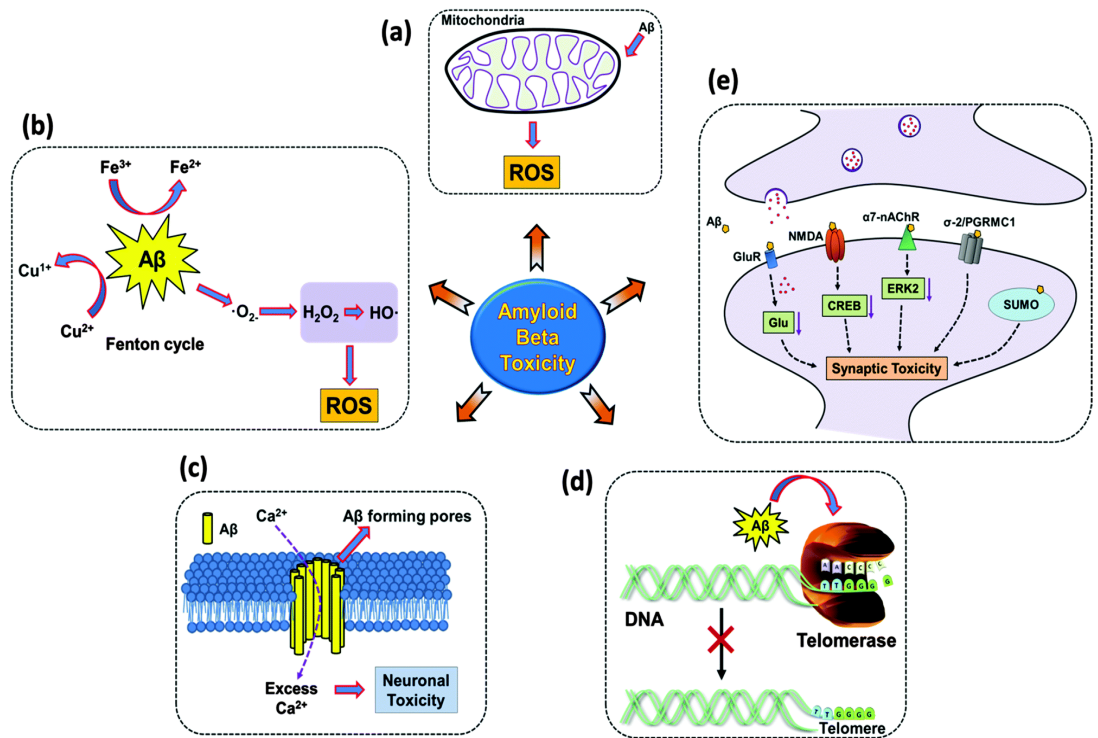 (a)
Mitochondria
Aβ
ROS
(b)
Fe3+
Fe2+
Aβ
Cu1+
Cu2+
Fenton cycle
·O2-
H2O2
HO·
ROS
Amyloid
Beta
Toxicity
(e)
Aβ
GluR
NMDA
α7-nAChR
σ-2/PGRMC1
Glu
CREB
ERK2
SUMO
Synaptic Toxicity
(c)
Aβ
Ca2+
Aβ forming pores
Excess
Ca2+
Neuronal
Toxicity
(d)
Aβ
A A C C C C
T T G G G G
DNA
Telomerase
T T G G G G
Telomere